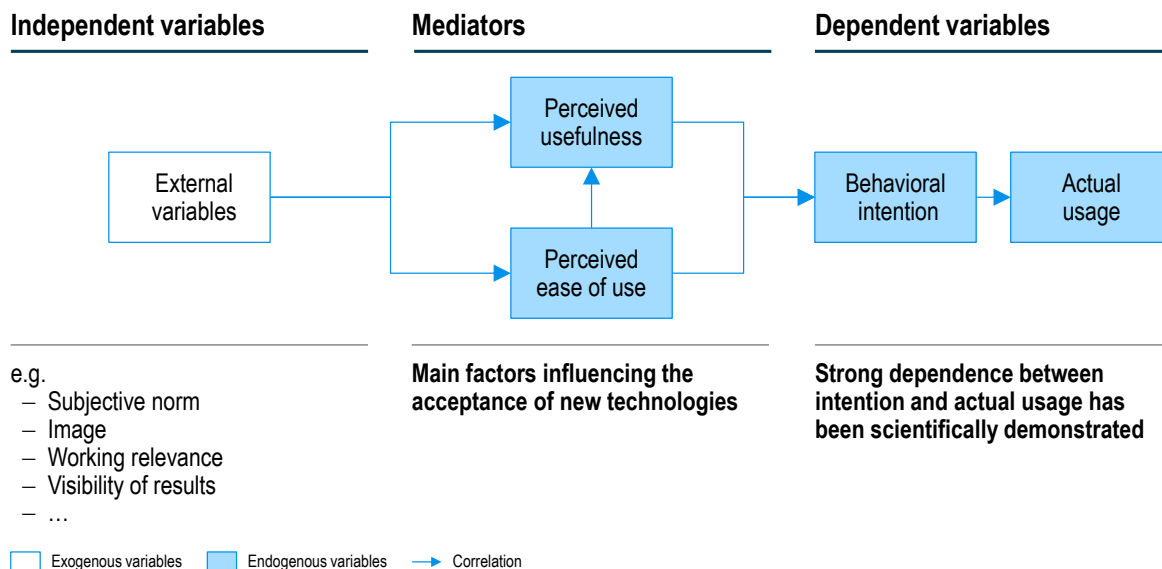 Independent variables
Mediators
Dependent variables
External
variables
Perceived
usefulness
Perceived
ease of use
Behavioral
intention
Actual
usage
e.g.
– Subjective norm
– Image
– Working relevance
– Visibility of results
– …
Main factors influencing the
acceptance of new technologies
Strong dependence between
intention and actual usage has
been scientifically demonstrated
Exogenous variables
Endogenous variables
Correlation